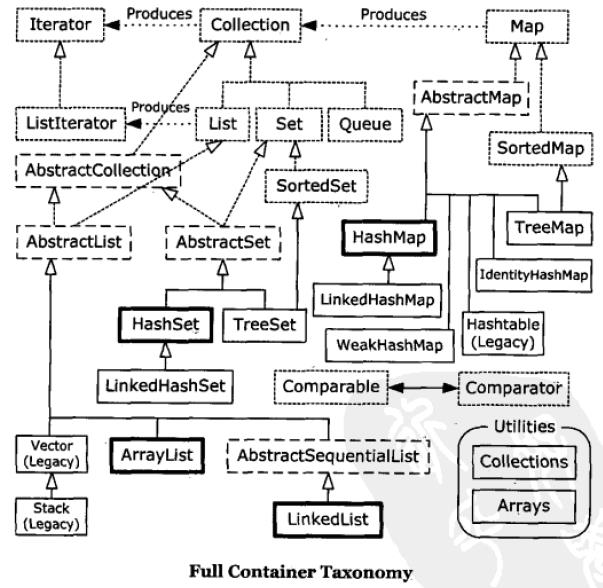 Iterator
Produces
Collection
Produces
Map
AbstractMap
ListIterator
Produces
List
Set
Queue
SortedMap
AbstractCollection
SortedSet
AbstractList
AbstractSet
HashMap
TreeMap
IdentityHashMap
LinkedHashMap
HashSet
TreeSet
Hashtable
(Legacy)
WeakHashMap
LinkedHashSet
Comparable
Comparator
Utilities
Vector
(Legacy)
ArrayList
AbstractSequentialList
Collections
Stack
(Legacy)
LinkedList
Arrays
Full Container Taxonomy